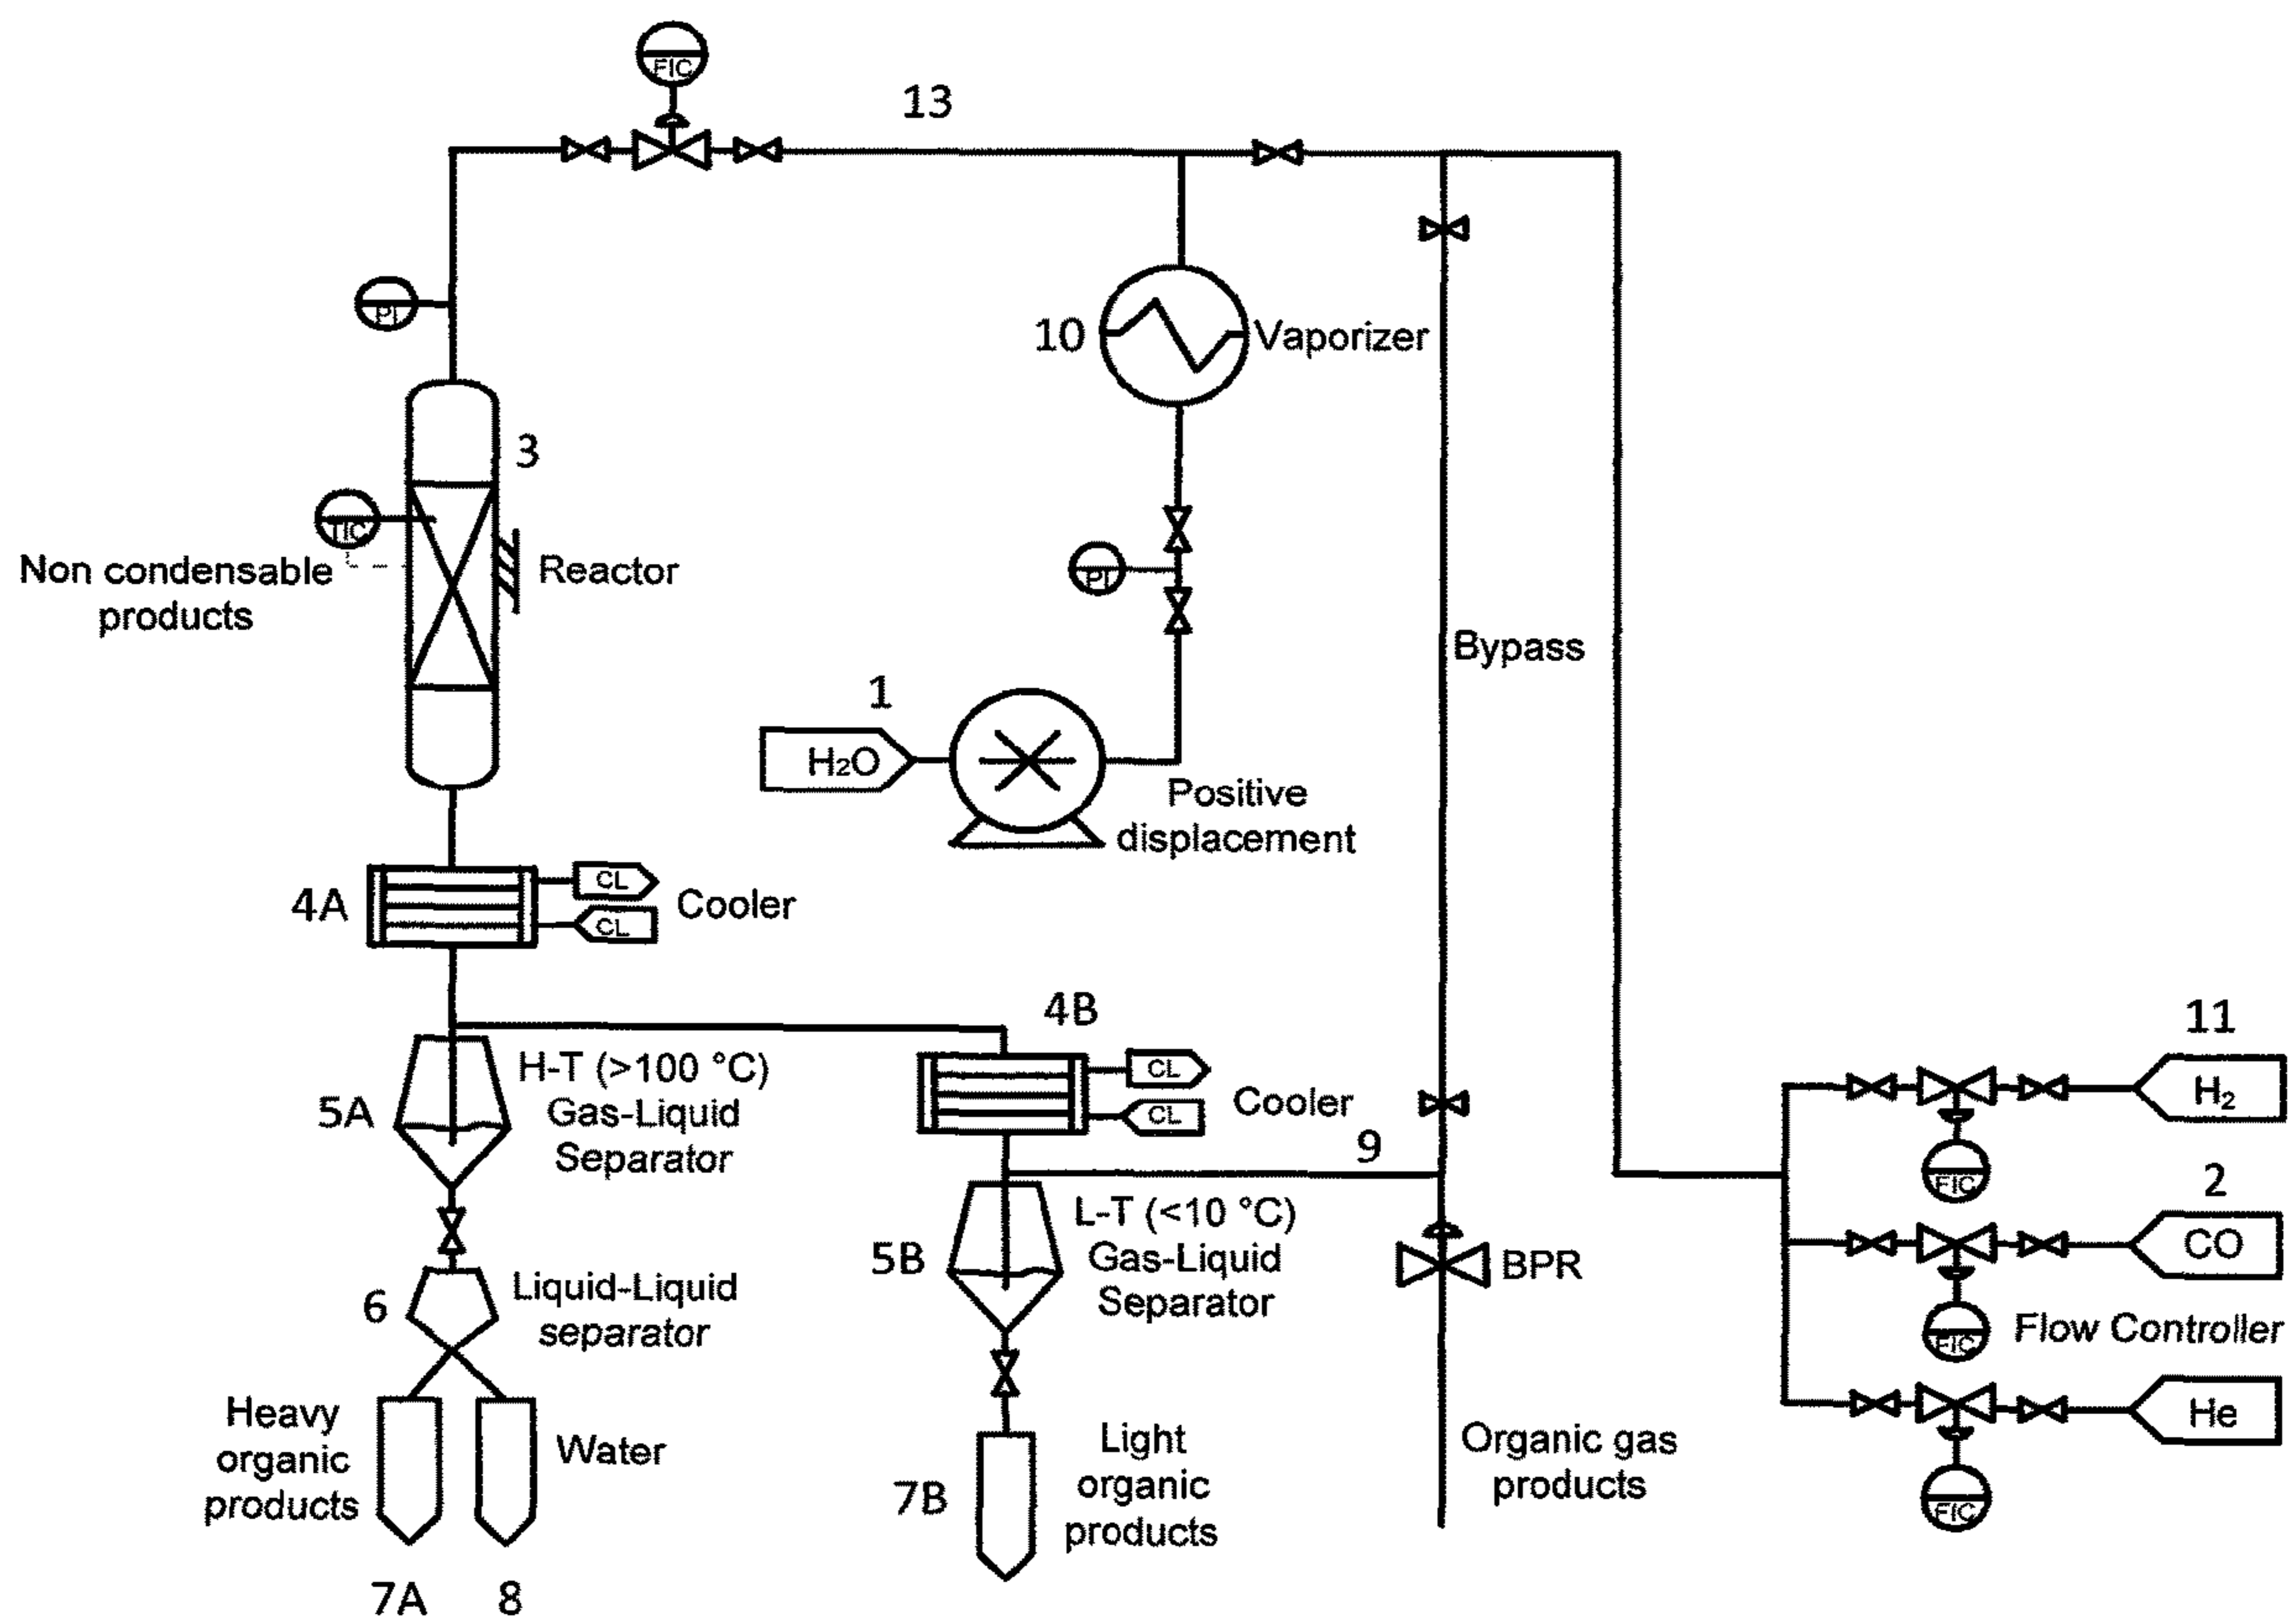 FIC
13
PI
10
Vaporizer
3
TIC
Non condensable
products
Reactor
PI
Bypass
1
H₂O
Positive
displacement
4A
CL
CL
Cooler
4B
CL
CL
Cooler
5A
H-T (>100 °C)
Gas-Liquid
Separator
9
11
H₂
FIC
2
CO
FIC
Flow Controller
He
FIC
5B
L-T (<10 °C)
Gas-Liquid
Separator
BPR
6
Liquid-Liquid
separator
Heavy
organic
products
Water
7A
8
7B
Light
organic
products
Organic gas
products